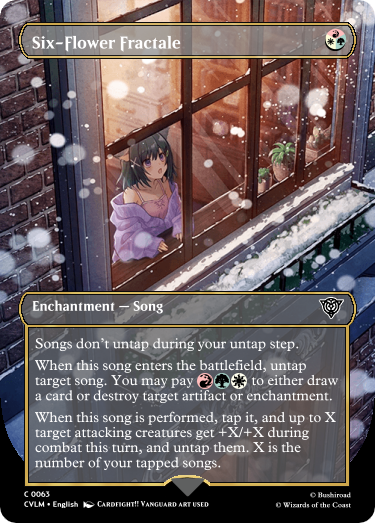 Six-Flower Fractale
Enchantment — Song
Songs don't untap during your untap step.
When this song enters the battlefield, untap
target song. You may pay to either draw
a card or destroy target artifact or enchantment.
When this song is performed, tap it, and up to X
target attacking creatures get +X/+X during
combat this turn, and untap them. X is the
number of your tapped songs.
C 0063
CVLM • English CARDFIGHT!! VANGUARD ART USED
© Bushiroad
© Wizards of the Coast